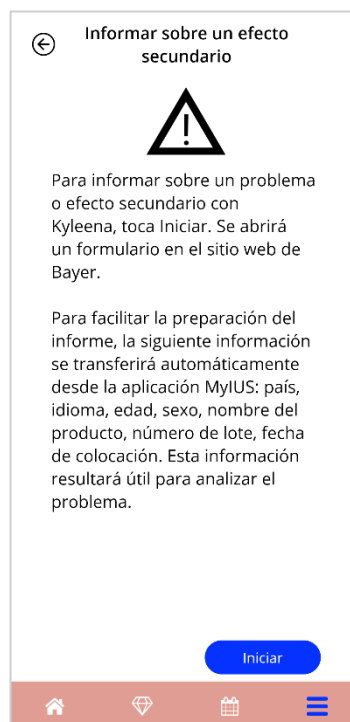 Informar sobre un efecto
secundario
Para informar sobre un problema
o efecto secundario con
Kyleena, toca Iniciar. Se abrirá
un formulario en el sitio web de
Bayer.
Para facilitar la preparación del
informe, la siguiente información
se transferirá automáticamente
desde la aplicación MyIUS: país,
idioma, edad, sexo, nombre del
producto, número de lote, fecha
de colocación. Esta información
resultará útil para analizar el
problema.
Iniciar